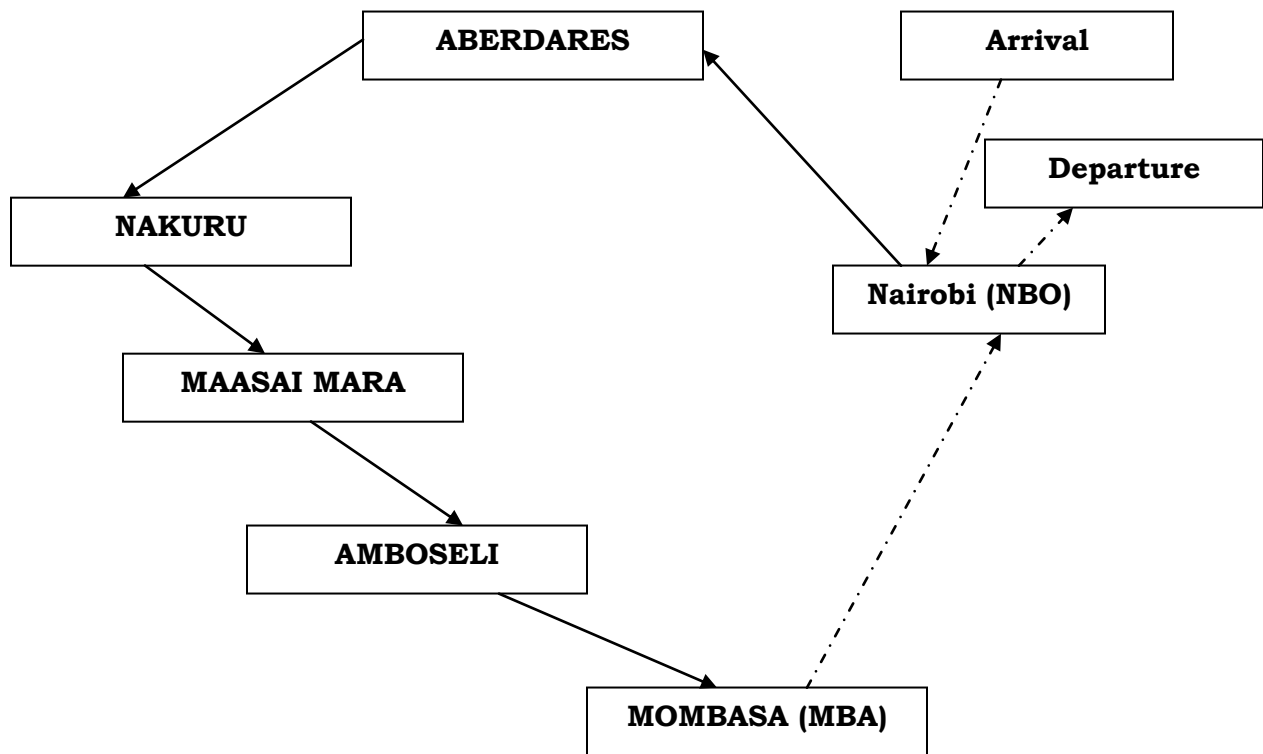 ABERDARES
Arrival
Departure
NAKURU
Nairobi (NBO)
MAASAI MARA
AMBOSELI
MOMBASA (MBA)